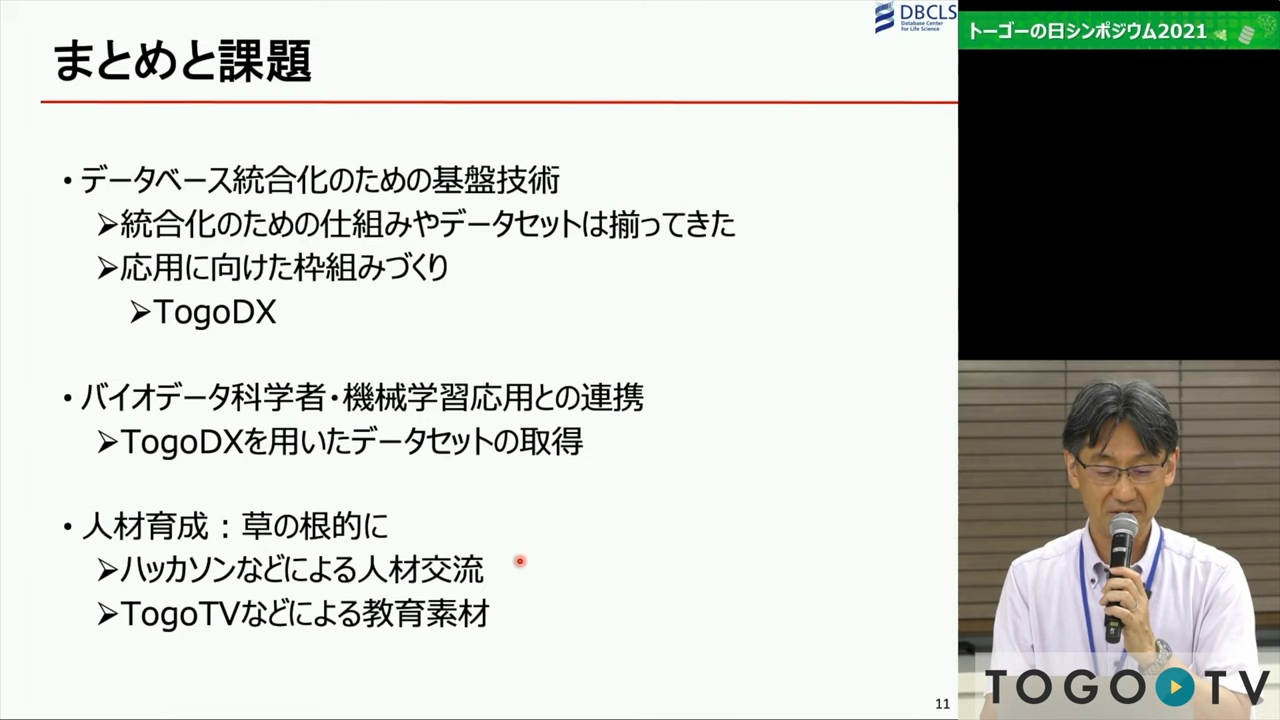 DBCLS
Database Center
for Life Science
トーゴーの日シンポジウム2021
まとめと課題
・データベース統合化のための基盤技術
➢統合化のための仕組みやデータセットは揃ってきた
➢応用に向けた枠組みづくり
➢TogoDX
・バイオデータ科学者・機械学習応用との連携
➢TogoDXを用いたデータセットの取得
・人材育成：草の根的に
➢ハッカソンなどによる人材交流
➢TogoTVなどによる教育素材
11
TOGO TV